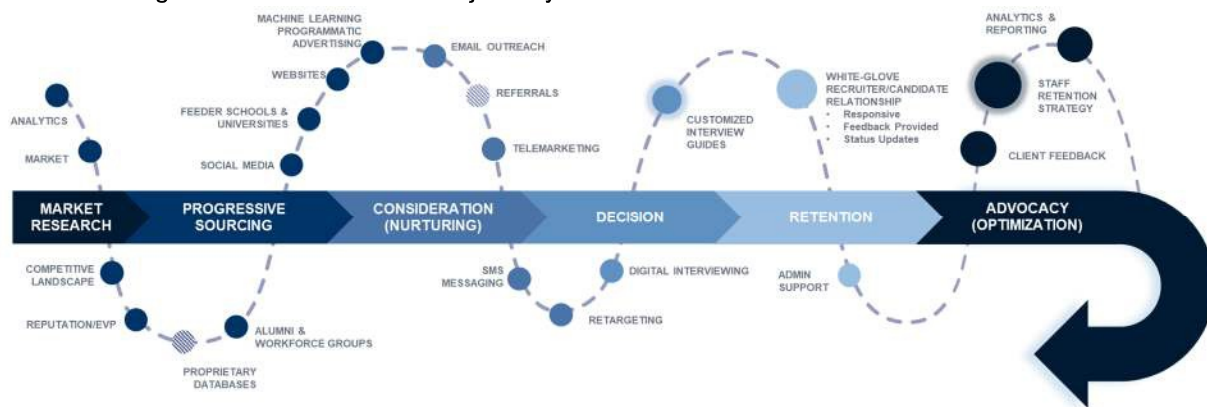 MACHINE LEARNING
PROGRAMMATIC
ADVERTISING
EMAIL OUTREACH
WEBSITES
REFERRALS
FEEDER SCHOOLS &
UNIVERSITIES
TELEMARKETING
SOCIAL MEDIA
ANALYTICS
MARKET
CUSTOMIZED
INTERVIEW
GUIDES
WHITE-GLOVE
RECRUITER/CANDIDATE
RELATIONSHIP
• Responsive
• Feedback Provided
• Status Updates
ANALYTICS &
REPORTING
STAFF
RETENTION
STRATEGY
CLIENT FEEDBACK
MARKET
RESEARCH
PROGRESSIVE
SOURCING
CONSIDERATION
(NURTURING)
DECISION
RETENTION
ADVOCACY
(OPTIMIZATION)
COMPETITIVE
LANDSCAPE
REPUTATION/EVP
PROPRIETARY
DATABASES
ALUMNI &
WORKFORCE GROUPS
SMS
MESSAGING
RETARGETING
DIGITAL INTERVIEWING
ADMIN
SUPPORT